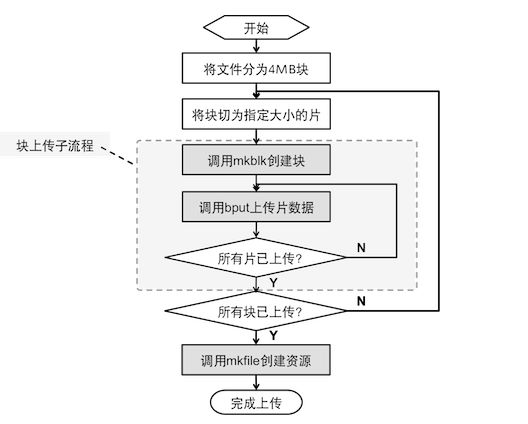 开始
将文件分为4MB块
将块切为指定大小的片
块上传子流程
调用mkblk创建块
调用bput上传片数据
所有片已上传?
N
Y
所有块已上传?
N
Y
调用mkfile创建资源
完成上传